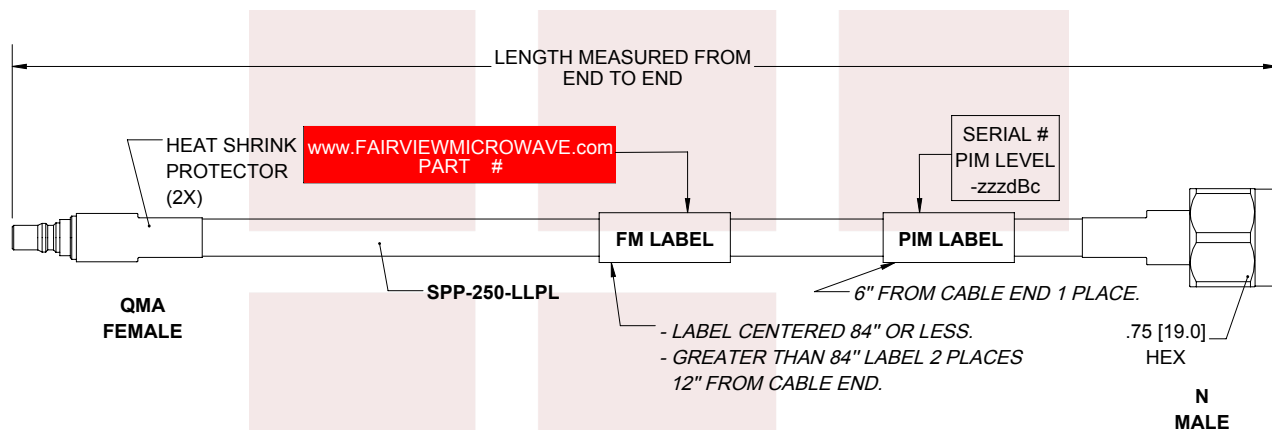 LENGTH MEASURED FROM
END TO END
HEAT SHRINK
PROTECTOR
(2X)
www.FAIRVIEWMICROWAVE.com
PART #
SERIAL #
PIM LEVEL
-zzzdBc
FM LABEL
PIM LABEL
SPP-250-LLPL
QMA
FEMALE
6" FROM CABLE END 1 PLACE.
- LABEL CENTERED 84" OR LESS.
- GREATER THAN 84" LABEL 2 PLACES
12" FROM CABLE END.
.75 [19.0]
HEX
N
MALE